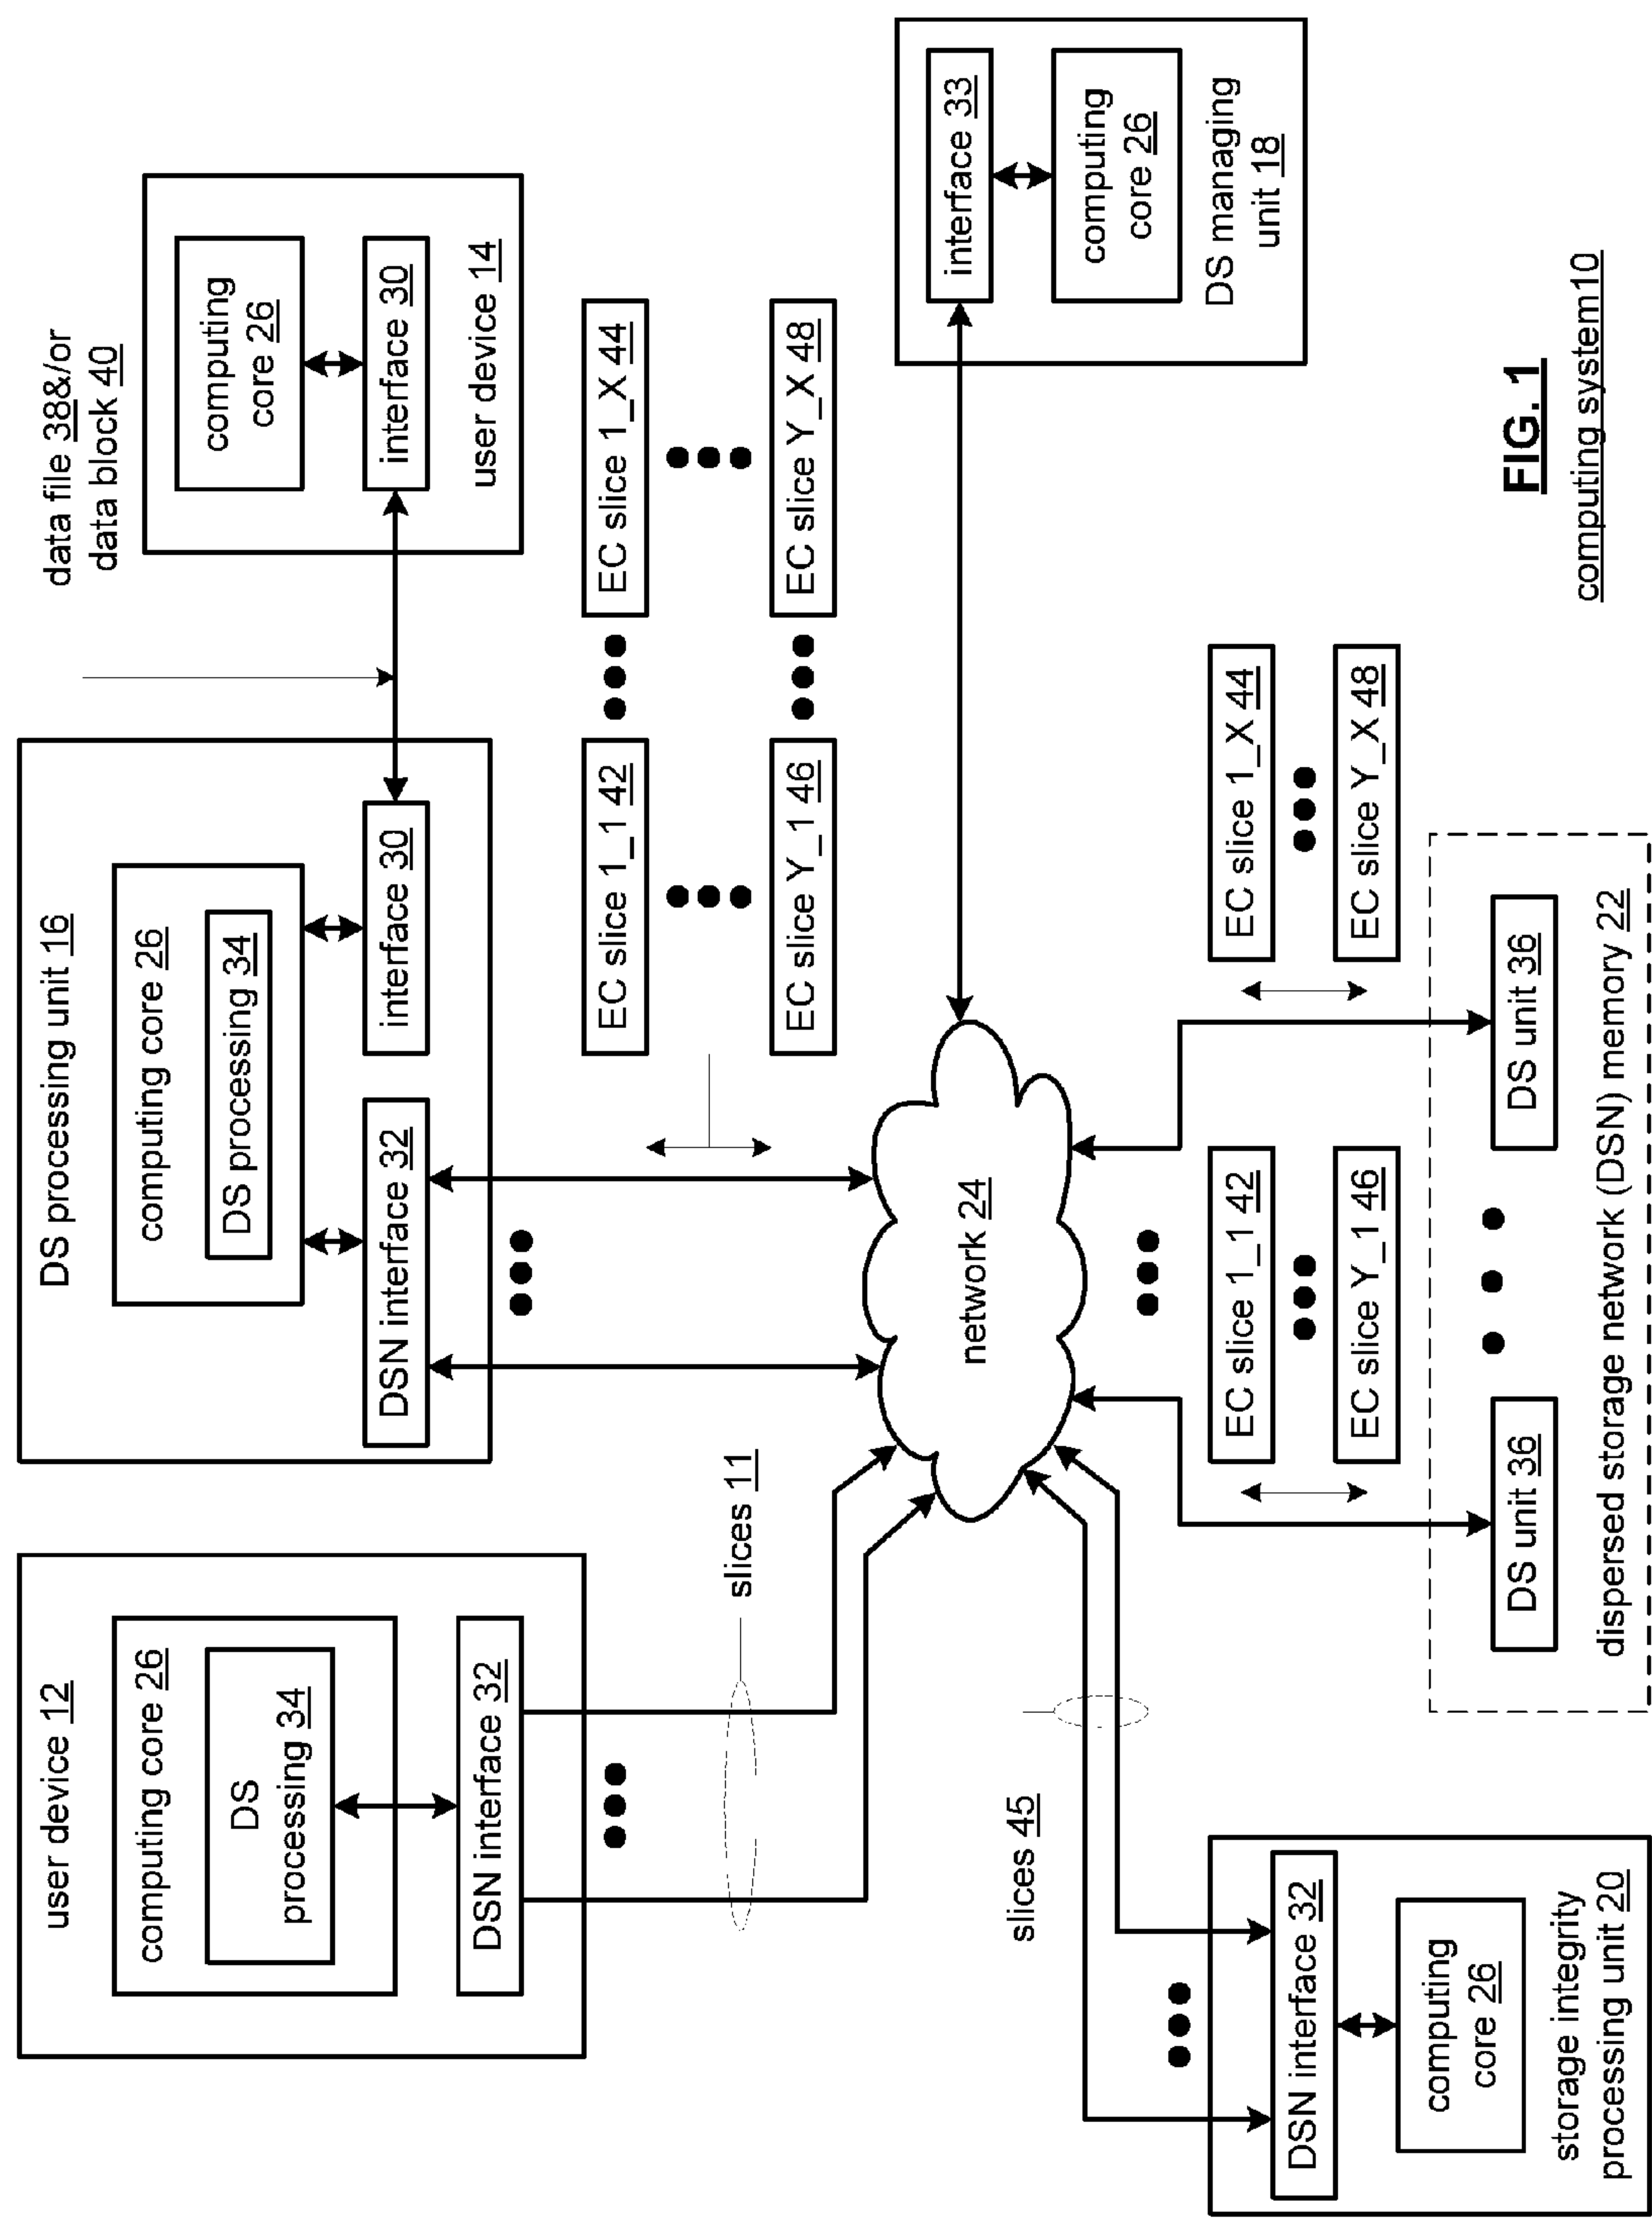 user device 12
computing core 26
DS
processing 34
DSN interface 32
DS processing unit 16
computing core 26
DS processing 34
DSN interface 32
interface 30
data file 38&/or
data block 40
computing
core 26
interface 30
user device 14
slices 11
EC slice 1_1 42
EC slice 1_X 44
EC slice Y_1 46
EC slice Y_X 48
network 24
interface 33
computing
core 26
DS managing
unit 18
slices 45
DSN interface 32
computing
core 26
storage integrity
processing unit 20
EC slice 1_1 42
EC slice Y_1 46
EC slice 1_X 44
EC slice Y_X 48
DS unit 36
DS unit 36
dispersed storage network (DSN) memory 22
FIG. 1
computing system10